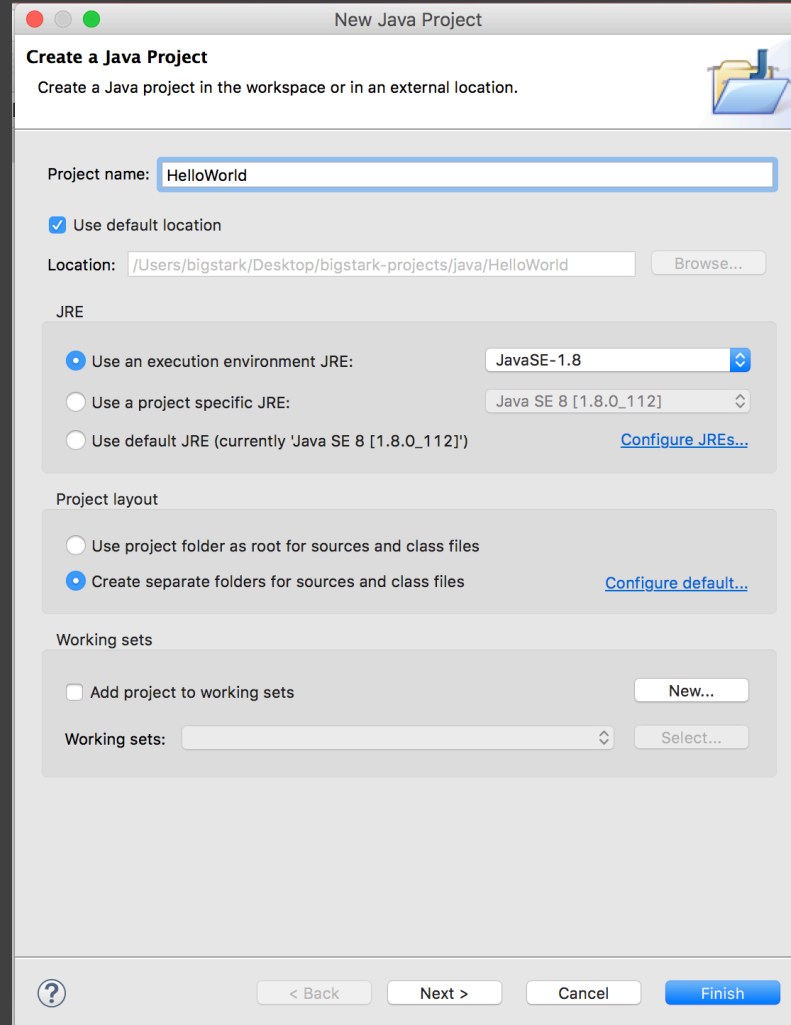 New Java Project
Create a Java Project
Create a Java project in the workspace or in an external location.
Project name: HelloWorld
Use default location
Location: /Users/bigstark/Desktop/bigstark-projects/java/HelloWorld Browse...
JRE
Use an execution environment JRE: JavaSE-1.8
Use a project specific JRE: Java SE 8 [1.8.0_112]
Use default JRE (currently 'Java SE 8 [1.8.0_112]') Configure JREs...
Project layout
Use project folder as root for sources and class files
Create separate folders for sources and class files Configure default...
Working sets
Add project to working sets New...
Working sets: Select...
? < Back Next > Cancel Finish